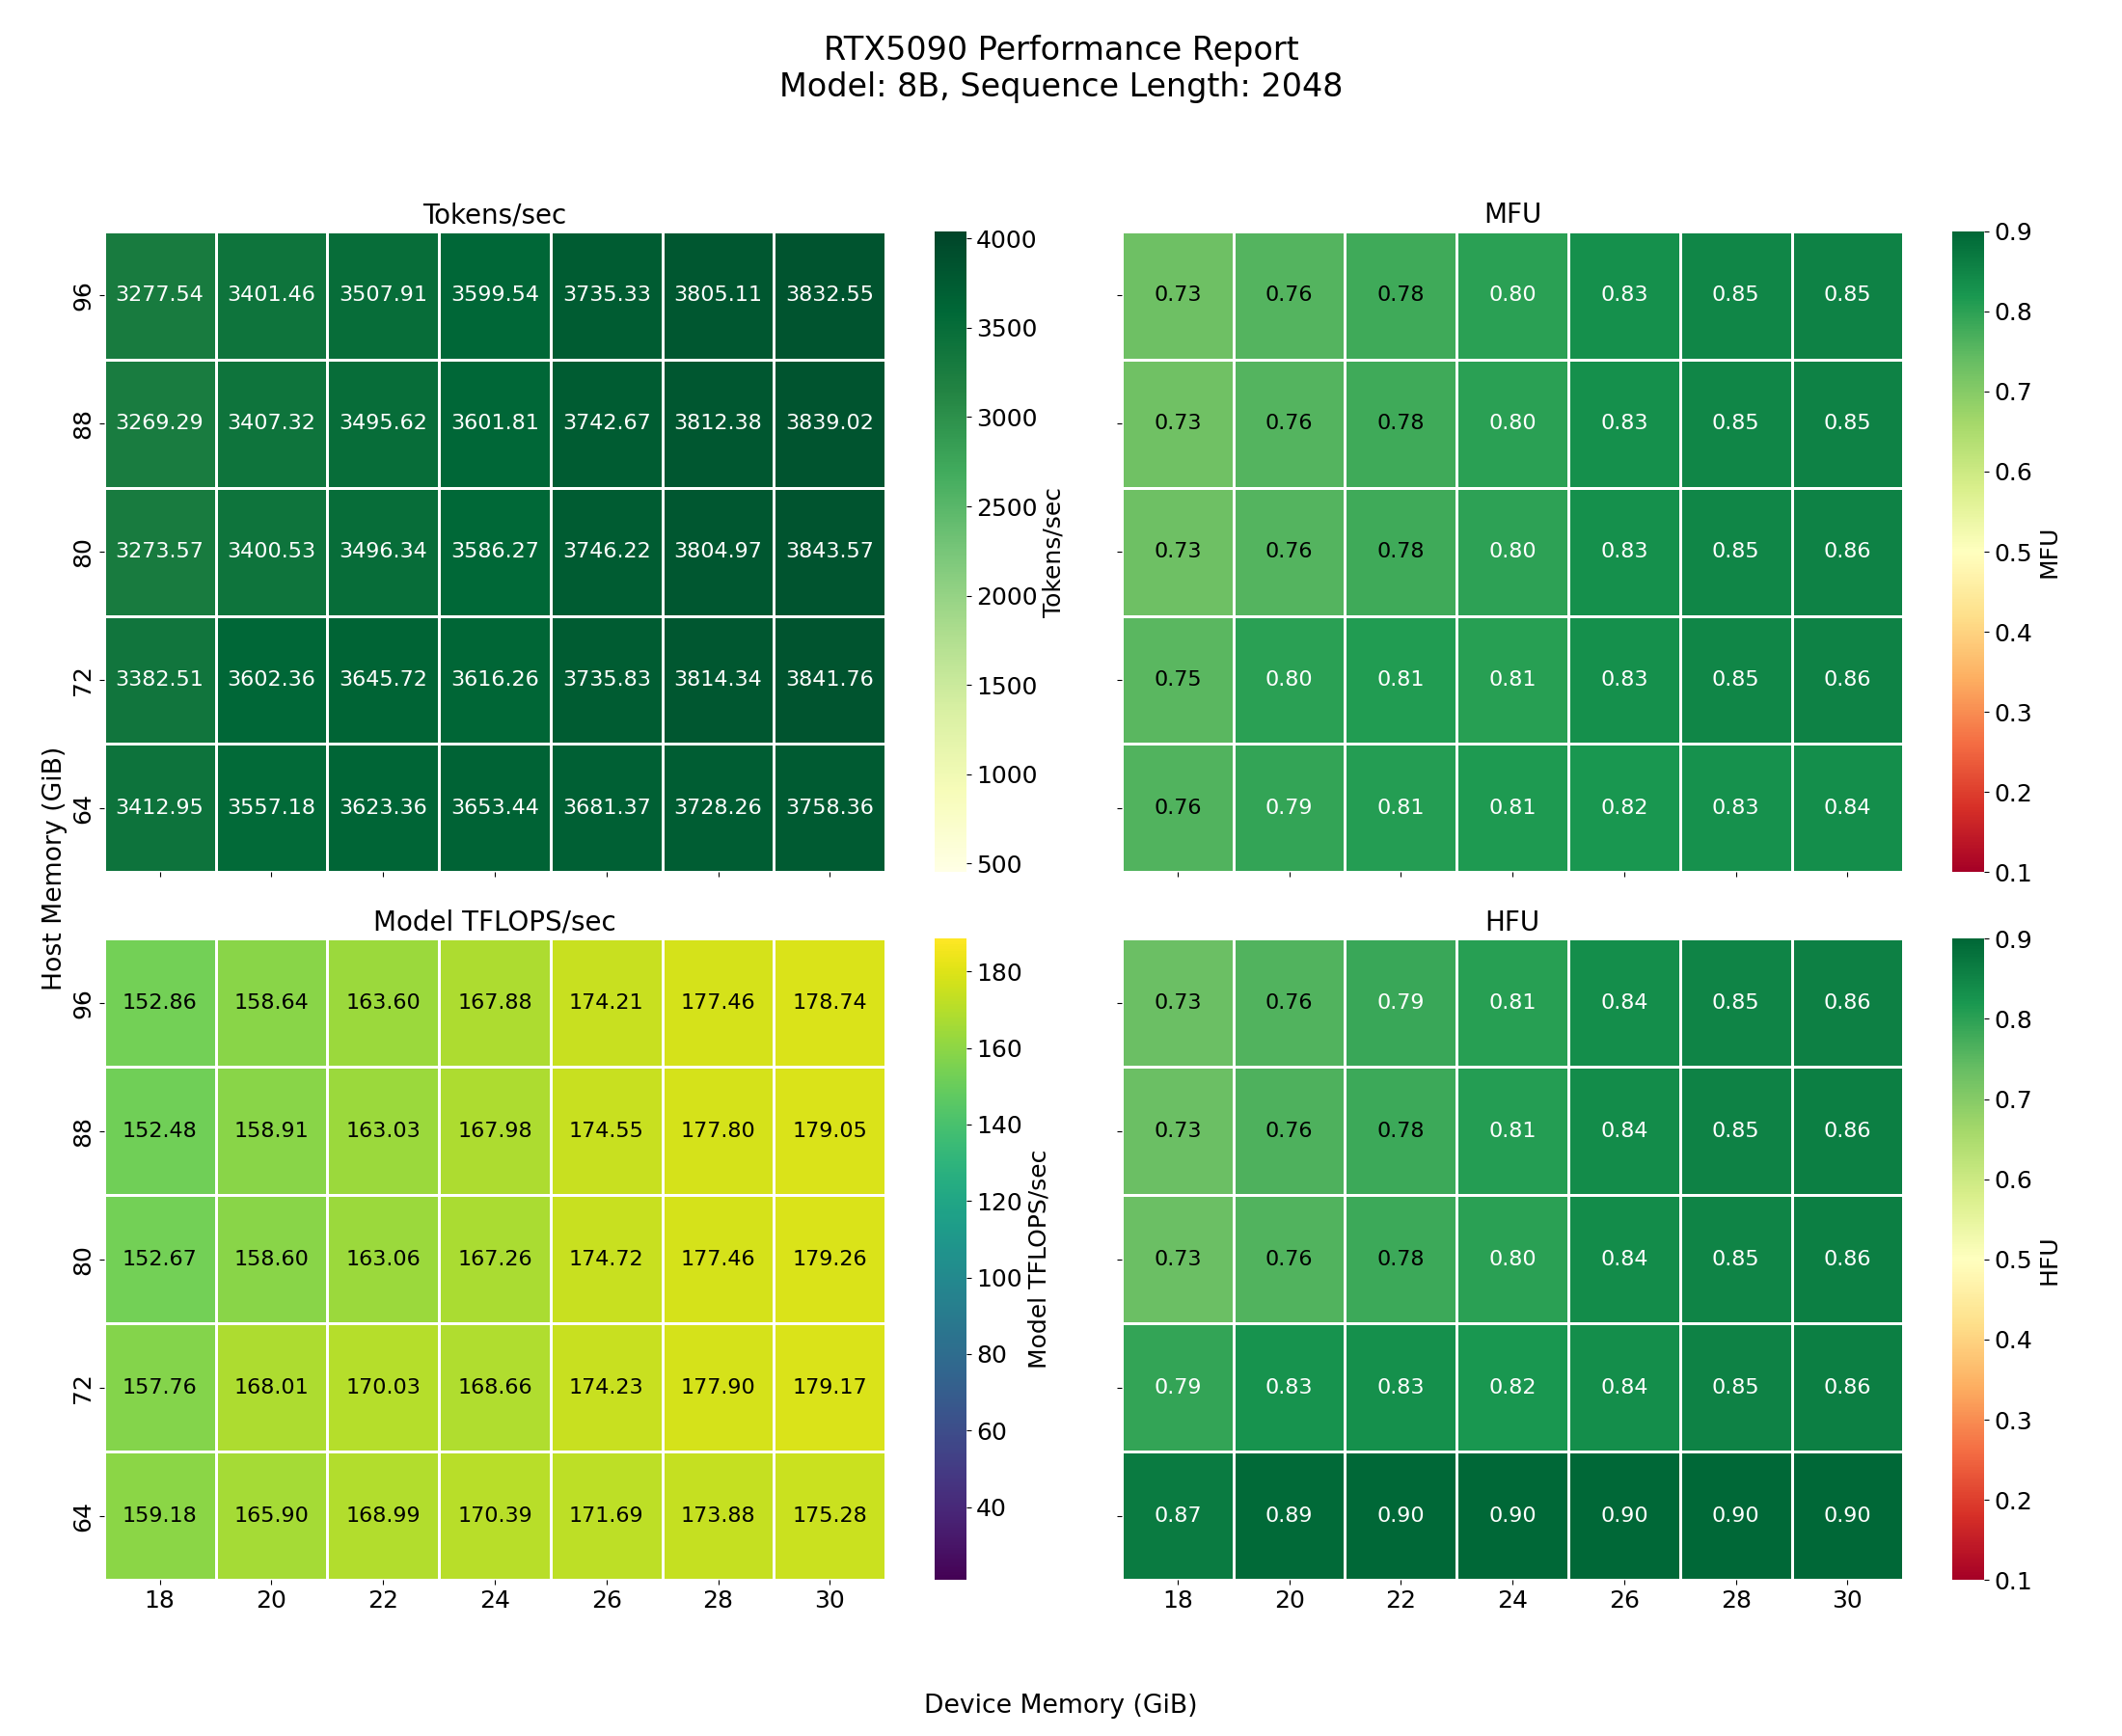 RTX5090 Performance Report
Model: 8B, Sequence Length: 2048
Host Memory (GiB)
Tokens/sec
96 3277.54 3401.46 3507.91 3599.54 3735.33 3805.11 3832.55
88 3269.29 3407.32 3495.62 3601.81 3742.67 3812.38 3839.02
80 3273.57 3400.53 3496.34 3586.27 3746.22 3804.97 3843.57
72 3382.51 3602.36 3645.72 3616.26 3735.83 3814.34 3841.76
64 3412.95 3557.18 3623.36 3653.44 3681.37 3728.26 3758.36
4000
3500
3000
2500
2000
1500
1000
500
Tokens/sec
MFU
0.73 0.76 0.78 0.80 0.83 0.85 0.85
0.73 0.76 0.78 0.80 0.83 0.85 0.85
0.73 0.76 0.78 0.80 0.83 0.85 0.86
0.75 0.80 0.81 0.81 0.83 0.85 0.86
0.76 0.79 0.81 0.81 0.82 0.83 0.84
0.9
0.8
0.7
0.6
0.5
0.4
0.3
0.2
0.1
MFU
Model TFLOPS/sec
96 152.86 158.64 163.60 167.88 174.21 177.46 178.74
88 152.48 158.91 163.03 167.98 174.55 177.80 179.05
80 152.67 158.60 163.06 167.26 174.72 177.46 179.26
72 157.76 168.01 170.03 168.66 174.23 177.90 179.17
64 159.18 165.90 168.99 170.39 171.69 173.88 175.28
18 20 22 24 26 28 30
180
160
140
120
100
80
60
40
Model TFLOPS/sec
HFU
0.73 0.76 0.79 0.81 0.84 0.85 0.86
0.73 0.76 0.78 0.81 0.84 0.85 0.86
0.73 0.76 0.78 0.80 0.84 0.85 0.86
0.79 0.83 0.83 0.82 0.84 0.85 0.86
0.87 0.89 0.90 0.90 0.90 0.90 0.90
18 20 22 24 26 28 30
0.9
0.8
0.7
0.6
0.5
0.4
0.3
0.2
0.1
HFU
Device Memory (GiB)